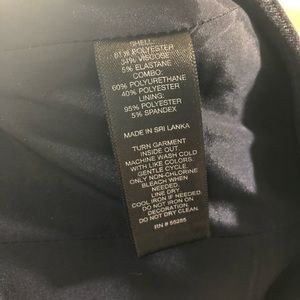 SHELL:
61% POLYESTER
34% VISCOSE
5% ELASTANE
COMBO:
60% POLYURETHANE
40% POLYESTER
LINING:
95% POLYESTER
5% SPANDEX
MADE IN SRI LANKA
TURN GARMENT
INSIDE OUT.
MACHINE WASH COLD
WITH LIKE COLORS.
GENTLE CYCLE.
ONLY NON-CHLORINE
BLEACH WHEN
NEEDED.
LINE DRY.
COOL IRON IF NEEDED.
DO NOT IRON ON
DECORATION.
DO NOT DRY CLEAN.
RN # 55285